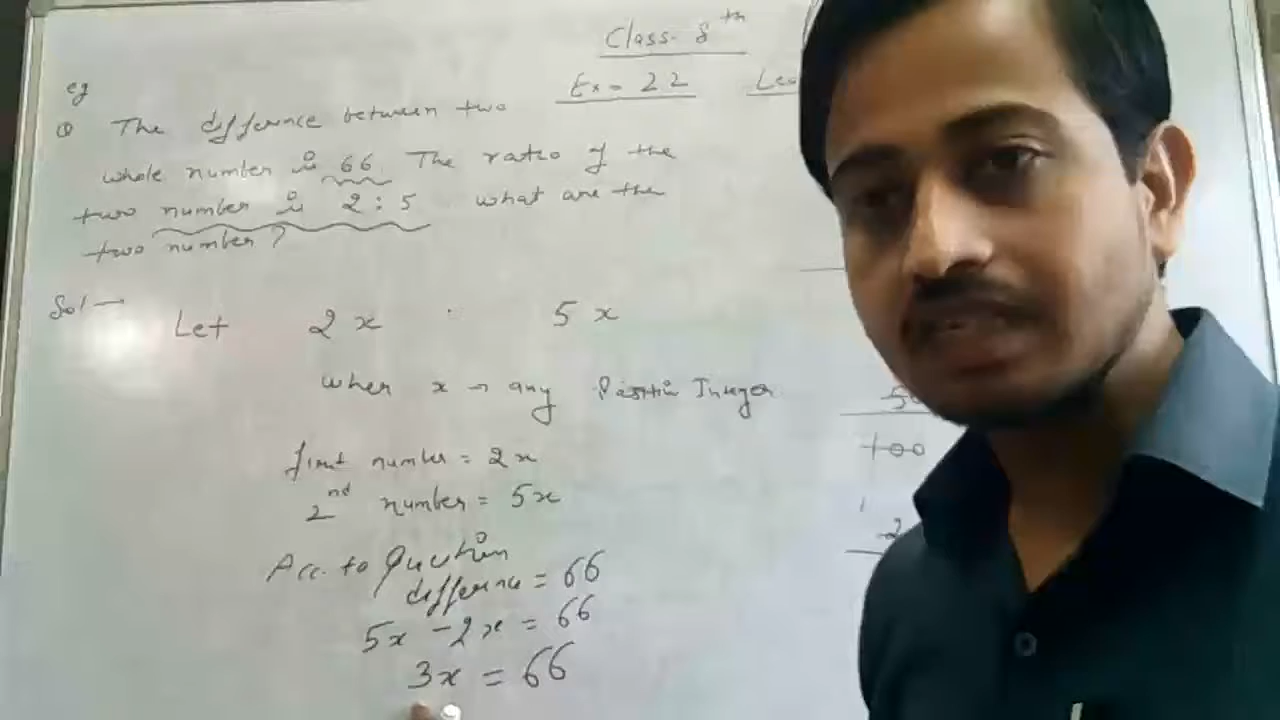 Class- 8th
Ex= 22
eg
① The difference between two
whole number is 66. The ratio of the
two number is 2:5 what are the
two number?
Sol →
Let 2x 5x
when x → any Positive Integer
first number = 2x
2nd number = 5x
Acc. to Question
difference = 66
5x - 2x = 66
3x = 66